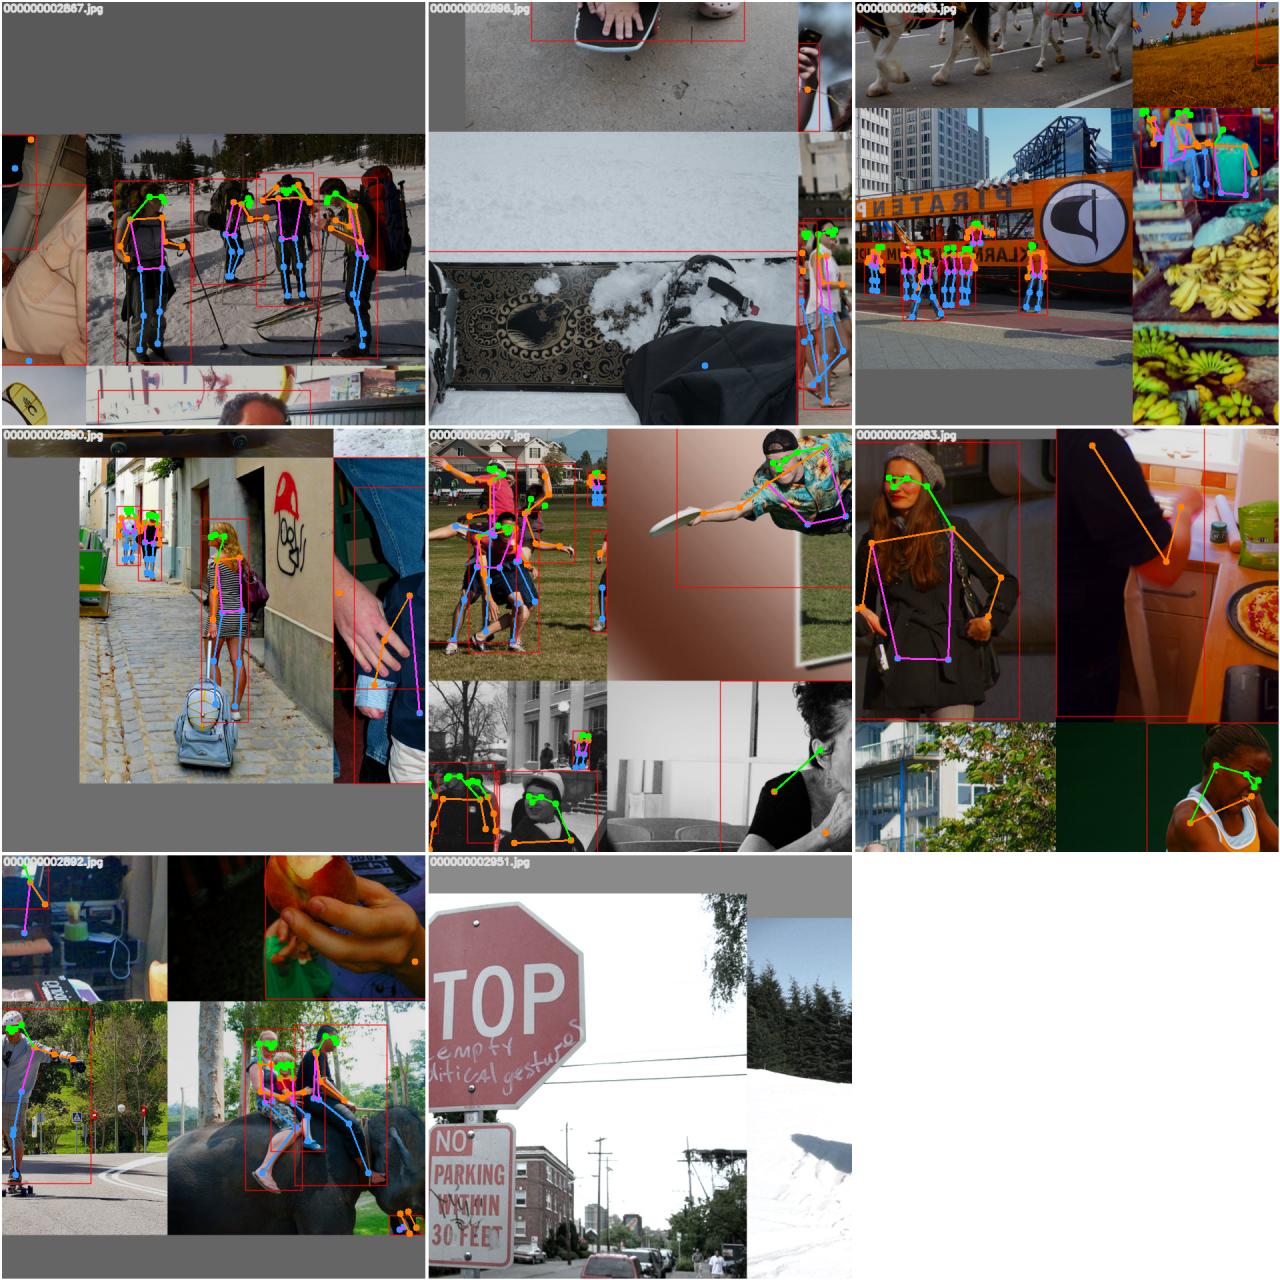 000000002867.jpg
000000002896.jpg
000000002963.jpg
PIRATENP
KLAR
000000002890.jpg
000000002907.jpg
000000002983.jpg
000000002892.jpg
000000002951.jpg
TOP
empty
political gestures
NO
PARKING
WITHIN
30 FEET